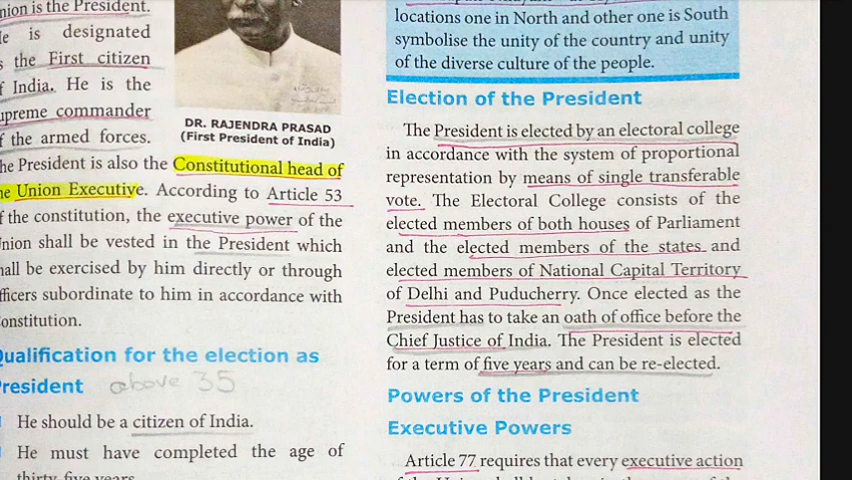 nion is the President.
e is designated
s the First citizen
f India. He is the
upreme commander
f the armed forces.
DR. RAJENDRA PRASAD
(First President of India)
he President is also the Constitutional head of
he Union Executive. According to Article 53
f the constitution, the executive power of the
nion shall be vested in the President which
hall be exercised by him directly or through
fficers subordinate to him in accordance with
onstitution.
Qualification for the election as
President above 35
He should be a citizen of India.
He must have completed the age of
thirty five years
locations one in North and other one is South
symbolise the unity of the country and unity
of the diverse culture of the people.
Election of the President
The President is elected by an electoral college
in accordance with the system of proportional
representation by means of single transferable
vote. The Electoral College consists of the
elected members of both houses of Parliament
and the elected members of the states and
elected members of National Capital Territory
of Delhi and Puducherry. Once elected as the
President has to take an oath of office before the
Chief Justice of India. The President is elected
for a term of five years and can be re-elected.
Powers of the President
Executive Powers
Article 77 requires that every executive action